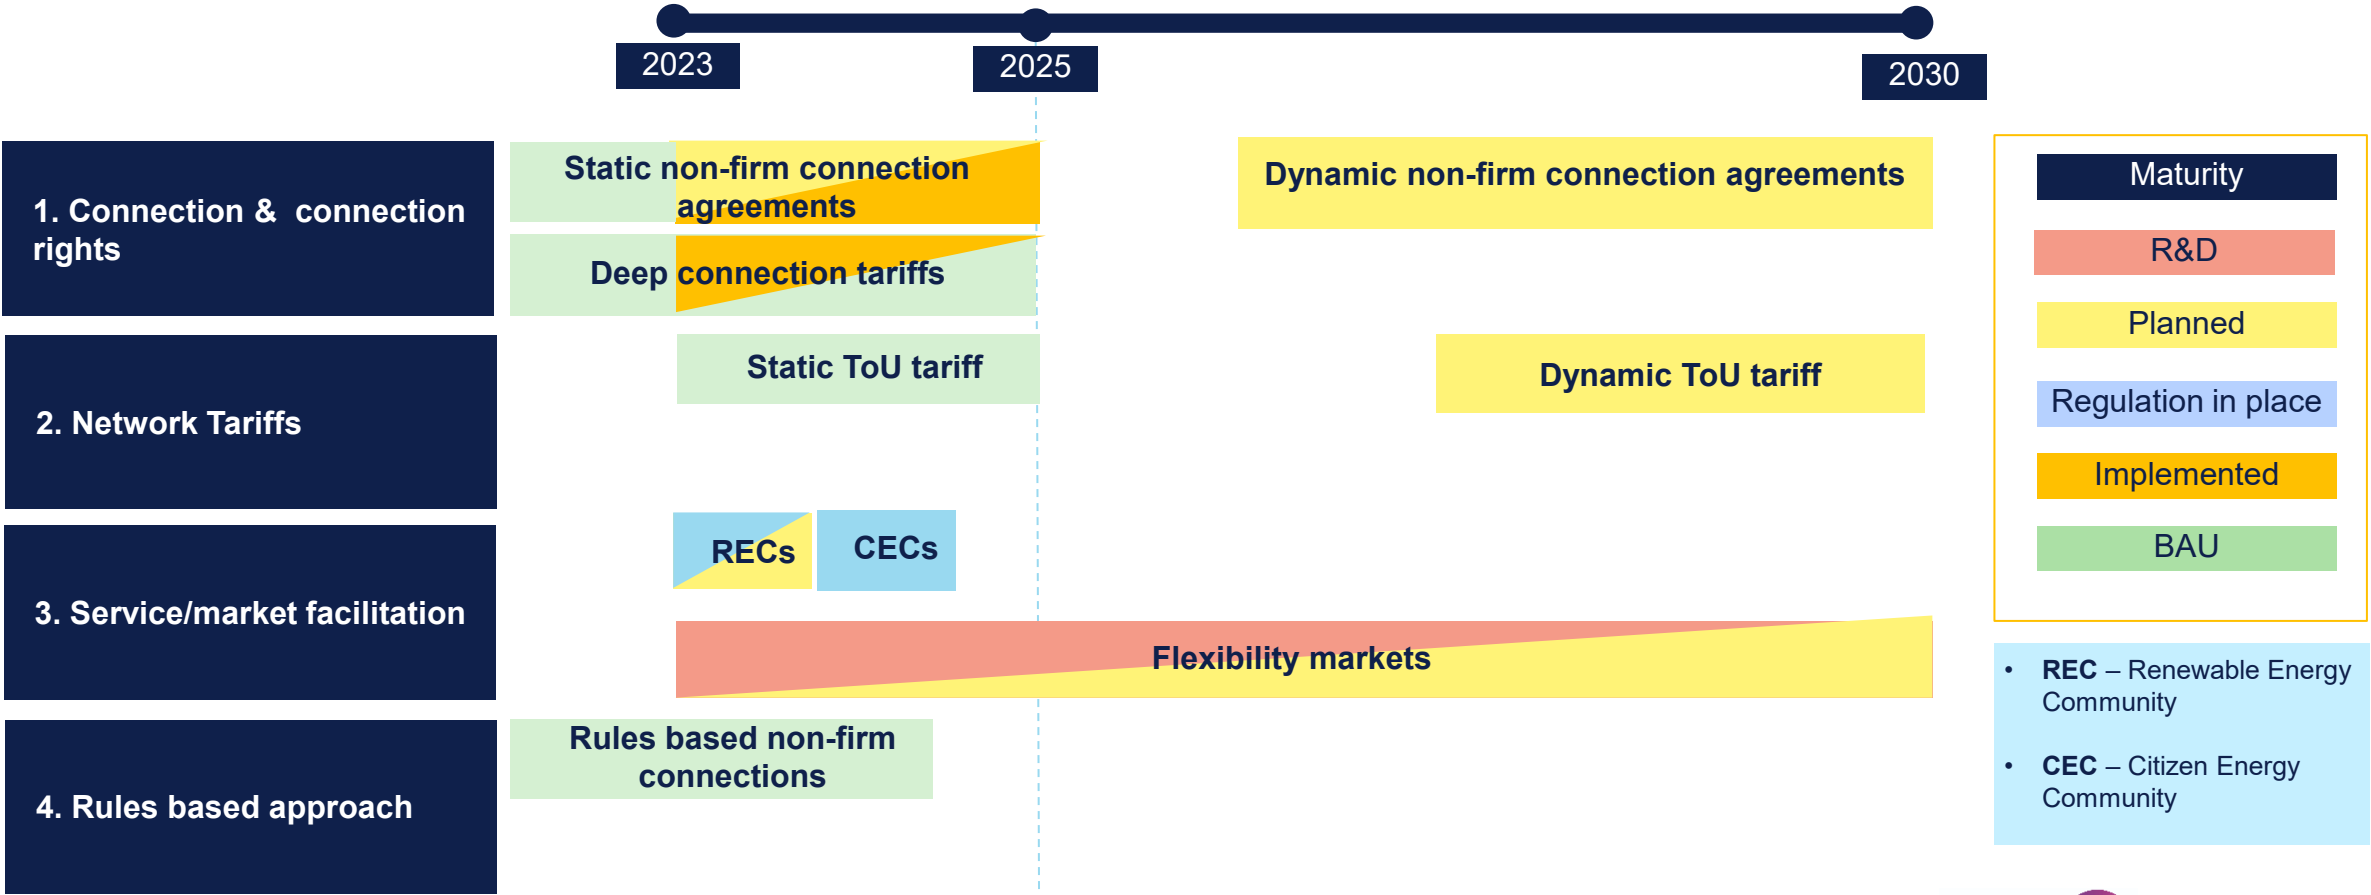 2023
2025
2030
1. Connection & connection
rights
Static non-firm connection
agreements
Deep connection tariffs
Dynamic non-firm connection agreements
2. Network Tariffs
Static ToU tariff
Dynamic ToU tariff
3. Service/market facilitation
RECs
CECs
Flexibility markets
4. Rules based approach
Rules based non-firm
connections
Maturity
R&D
Planned
Regulation in place
Implemented
BAU
• REC – Renewable Energy
Community
• CEC – Citizen Energy
Community